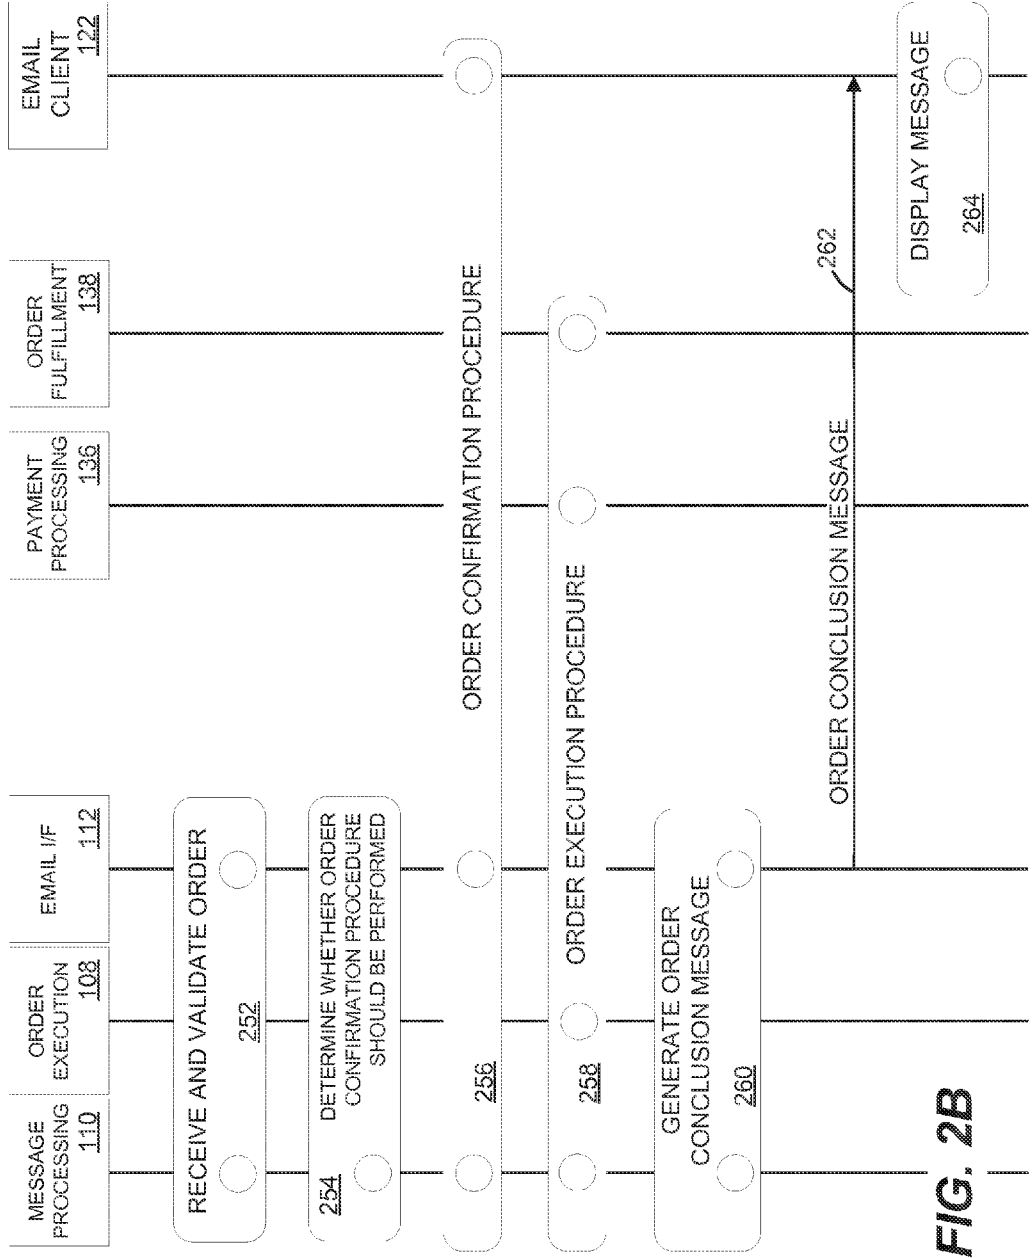 MESSAGE
PROCESSING
110
ORDER
EXECUTION
108
EMAIL I/F
112
PAYMENT
PROCESSING
136
ORDER
FULFILLMENT
138
EMAIL
CLIENT
122
RECEIVE AND VALIDATE ORDER
252
254
DETERMINE WHETHER ORDER
CONFIRMATION PROCEDURE
SHOULD BE PERFORMED
ORDER CONFIRMATION PROCEDURE
256
ORDER EXECUTION PROCEDURE
258
GENERATE ORDER
CONCLUSION MESSAGE
260
ORDER CONCLUSION MESSAGE
262
DISPLAY MESSAGE
264
FIG. 2B